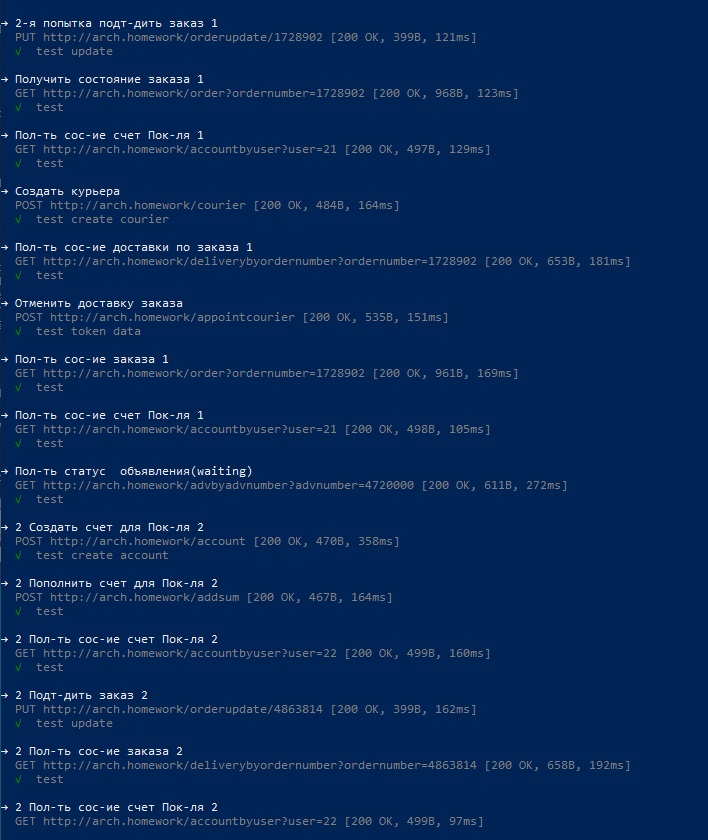 → 2-я попытка подт-дить заказ 1
PUT http://arch.homework/orderupdate/1728902 [200 OK, 399B, 121ms]
√ test update
→ Получить состояние заказа 1
GET http://arch.homework/order?ordernumber=1728902 [200 OK, 968B, 123ms]
√ test
→ Пол-ть сос-ие счет Пок-ля 1
GET http://arch.homework/accountbyuser?user=21 [200 OK, 497B, 129ms]
√ test
→ Создать курьера
POST http://arch.homework/courier [200 OK, 484B, 164ms]
√ test create courier
→ Пол-ть сос-ие доставки по заказа 1
GET http://arch.homework/deliverybyordernumber?ordernumber=1728902 [200 OK, 653B, 181ms]
√ test
→ Отменить доставку заказа
POST http://arch.homework/appointcourier [200 OK, 535B, 151ms]
√ test token data
→ Пол-ть сос-ие заказа 1
GET http://arch.homework/order?ordernumber=1728902 [200 OK, 961B, 169ms]
√ test
→ Пол-ть сос-ие счет Пок-ля 1
GET http://arch.homework/accountbyuser?user=21 [200 OK, 498B, 105ms]
√ test
→ Пол-ть статус  объявления(waiting)
GET http://arch.homework/advbyadvnumber?advnumber=4720000 [200 OK, 611B, 272ms]
√ test
→ 2 Создать счет для Пок-ля 2
POST http://arch.homework/account [200 OK, 470B, 358ms]
√ test create account
→ 2 Пополнить счет для Пок-ля 2
POST http://arch.homework/addsum [200 OK, 467B, 164ms]
√ test
→ 2 Пол-ть сос-ие счет Пок-ля 2
GET http://arch.homework/accountbyuser?user=22 [200 OK, 499B, 160ms]
√ test
→ 2 Подт-дить заказ 2
PUT http://arch.homework/orderupdate/4863814 [200 OK, 399B, 162ms]
√ test update
→ 2 Пол-ть сос-ие заказа 2
GET http://arch.homework/deliverybyordernumber?ordernumber=4863814 [200 OK, 658B, 192ms]
√ test
→ 2 Пол-ть сос-ие счет Пок-ля 2
GET http://arch.homework/accountbyuser?user=22 [200 OK, 499B, 97ms]